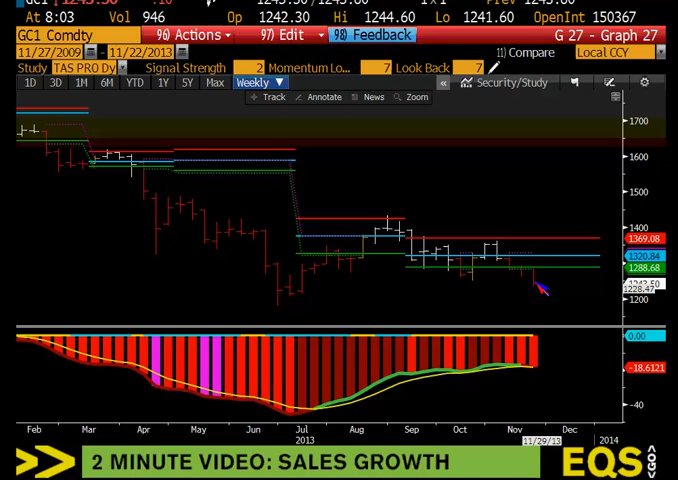 At 8:03 Vol 946 Op 1242.30 Hi 1244.60 Lo 1241.60 OpenInt 150367
GC1 Comdty 96) Actions 97) Edit 98) Feedback G 27 - Graph 27
11/27/2009 - 11/22/2013 11) Compare Local CCY
Study TAS PRO Dy Signal Strength 2 Momentum Lo... 7 Look Back 7
1D 3D 1M 6M YTD 1Y 5Y Max Weekly ▼ « Security/Study
+ Track Annotate News Zoom
1700
1600
1500
1400
1369.08
1320.84
1288.68
1243.50
1228.47
1200
0.00
-18.6121
-40
Feb Mar Apr May Jun Jul Aug Sep Oct Nov Dec
2013 11/29/13 2014
>> 2 MINUTE VIDEO: SALES GROWTH EQS <GO>